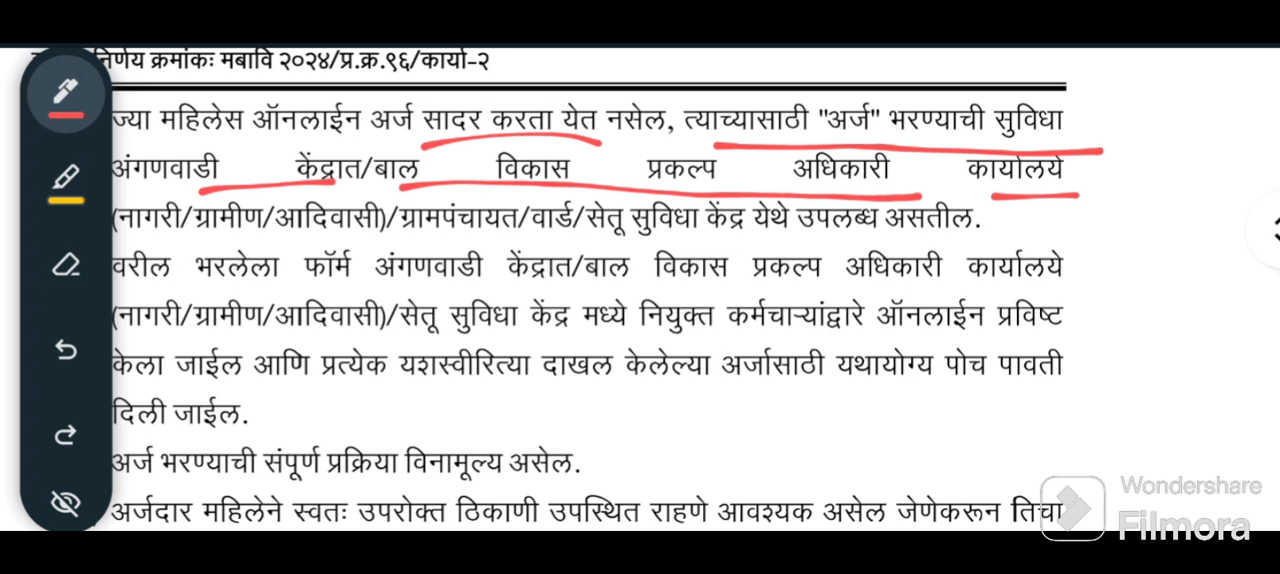 निर्णय क्रमांकः मबावि २०२४/प्र.क्र.९६/कार्या-२
ज्या महिलेस ऑनलाईन अर्ज सादर करता येत नसेल, त्याच्यासाठी "अर्ज" भरण्याची सुविधा
अंगणवाडी केंद्रात/बाल विकास प्रकल्प अधिकारी कार्यालये
(नागरी/ग्रामीण/आदिवासी)/ग्रामपंचायत/वार्ड/सेतू सुविधा केंद्र येथे उपलब्ध असतील.
वरील भरलेला फॉर्म अंगणवाडी केंद्रात/बाल विकास प्रकल्प अधिकारी कार्यालये
(नागरी/ग्रामीण/आदिवासी)/सेतू सुविधा केंद्र मध्ये नियुक्त कर्मचाऱ्यांद्वारे ऑनलाईन प्रविष्ट
केला जाईल आणि प्रत्येक यशस्वीरित्या दाखल केलेल्या अर्जासाठी यथायोग्य पोच पावती
दिली जाईल.
अर्ज भरण्याची संपूर्ण प्रक्रिया विनामूल्य असेल.
अर्जदार महिलेने स्वतः उपरोक्त ठिकाणी उपस्थित राहणे आवश्यक असेल जेणेकरून तिचा
Wondershare
Filmora